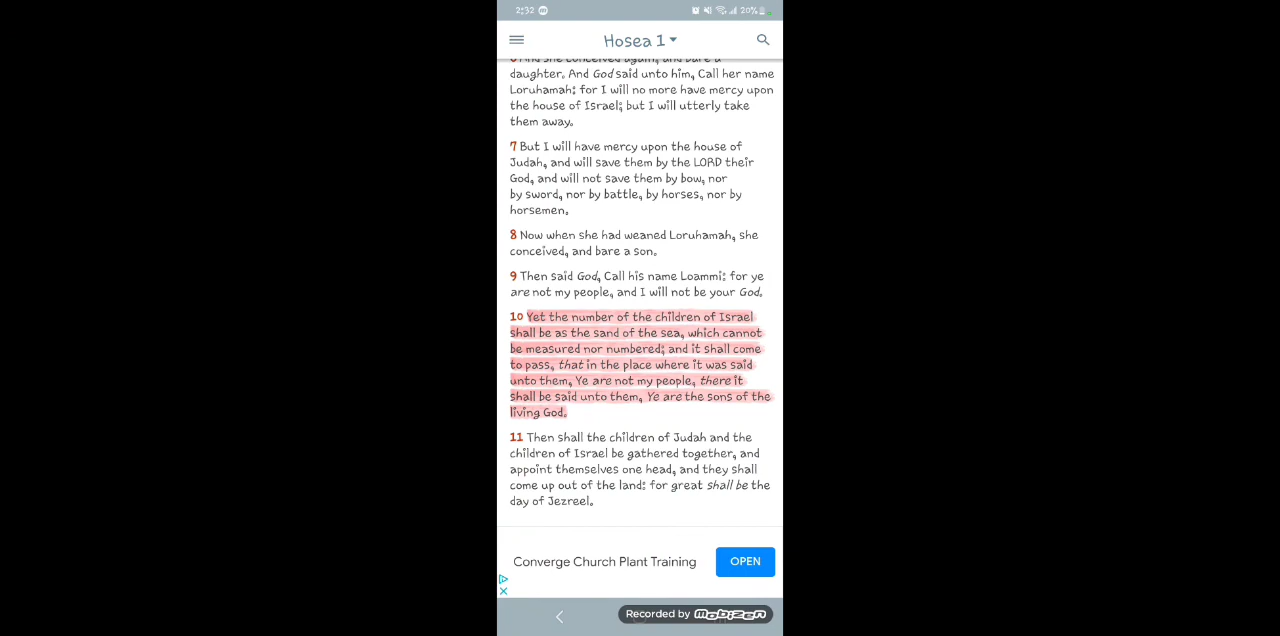 2:32
20%
Hosea 1
6 And she conceived again, and bare a
daughter. And God said unto him, Call her name
Loruhamah: for I will no more have mercy upon
the house of Israel; but I will utterly take
them away.
7 But I will have mercy upon the house of
Judah, and will save them by the LORD their
God, and will not save them by bow, nor
by sword, nor by battle, by horses, nor by
horsemen.
8 Now when she had weaned Loruhamah, she
conceived, and bare a son.
9 Then said God, Call his name Loammi: for ye
are not my people, and I will not be your God.
10 Yet the number of the children of Israel
shall be as the sand of the sea, which cannot
be measured nor numbered; and it shall come
to pass, that in the place where it was said
unto them, Ye are not my people, there it
shall be said unto them, Ye are the sons of the
living God.
11 Then shall the children of Judah and the
children of Israel be gathered together, and
appoint themselves one head, and they shall
come up out of the land: for great shall be the
day of Jezreel.
Converge Church Plant Training
OPEN
Recorded by mobizen